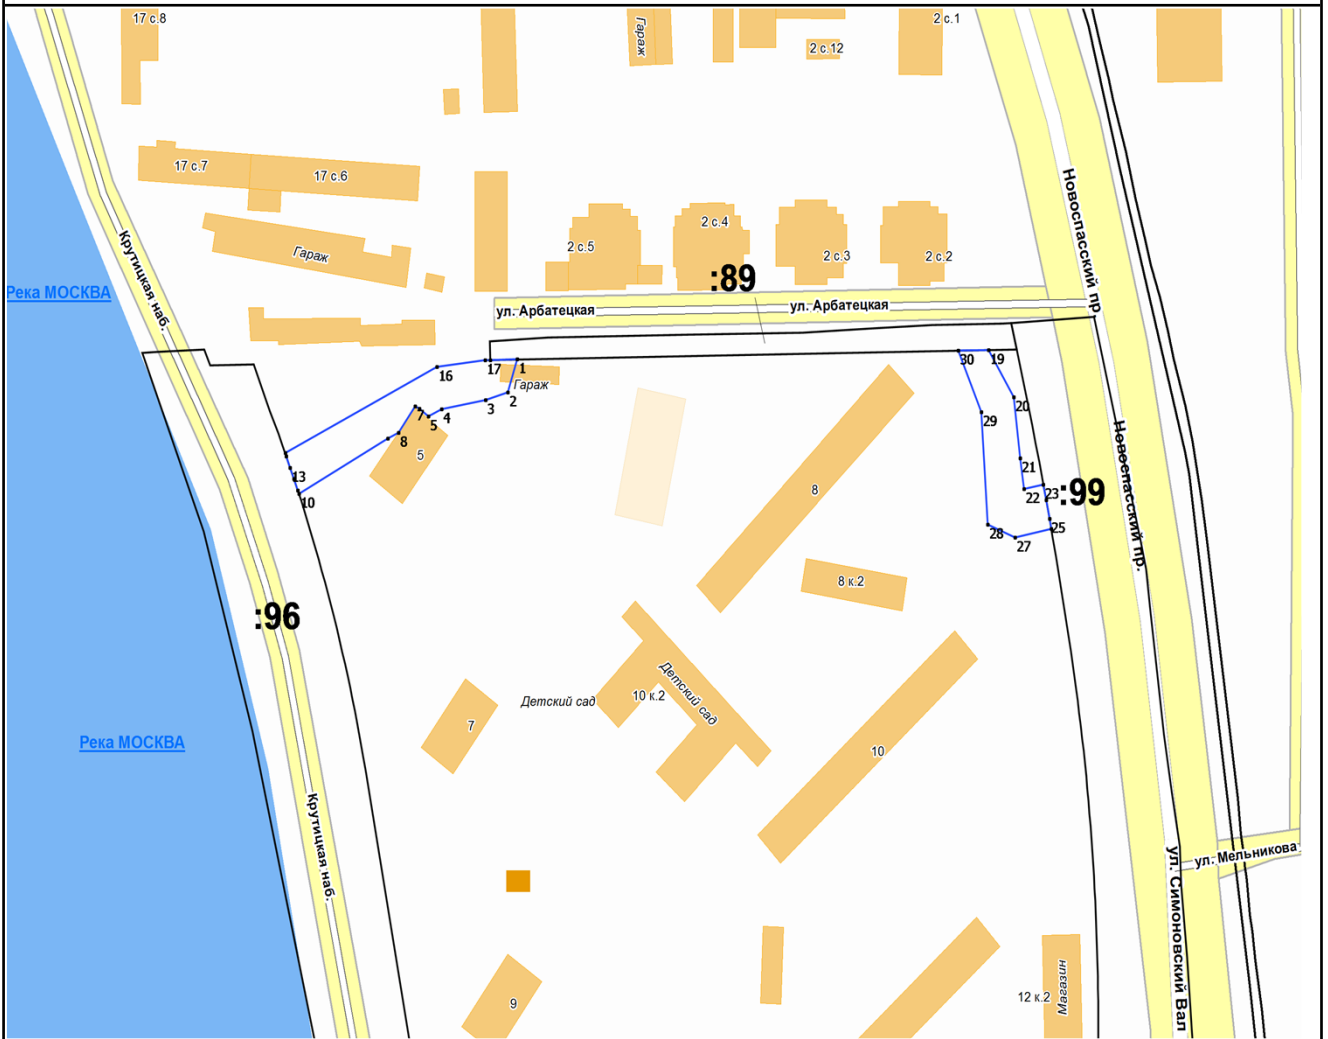 17 с.8
Гараж
2 с.1
2 с.12
17 с.7
17 с.6
Новоспасский пр.
2 с.4
2 с.5
Крутицкая наб.
Гараж
2 с.3
2 с.2
:89
Река МОСКВА
ул. Арбатецкая
ул. Арбатецкая
30
19
17
1
16
Гараж
2
3
20
7
4
5
29
8
5
Новоспасский пр.
21
13
8
:99
22
23
10
25
28
27
8 к.2
:96
Детский сад
10 к.2
Детский сад
7
Река МОСКВА
10
Крутицкая наб.
ул. Мельникова
ул. Симоновский Вал
Магазин
12 к.2
9